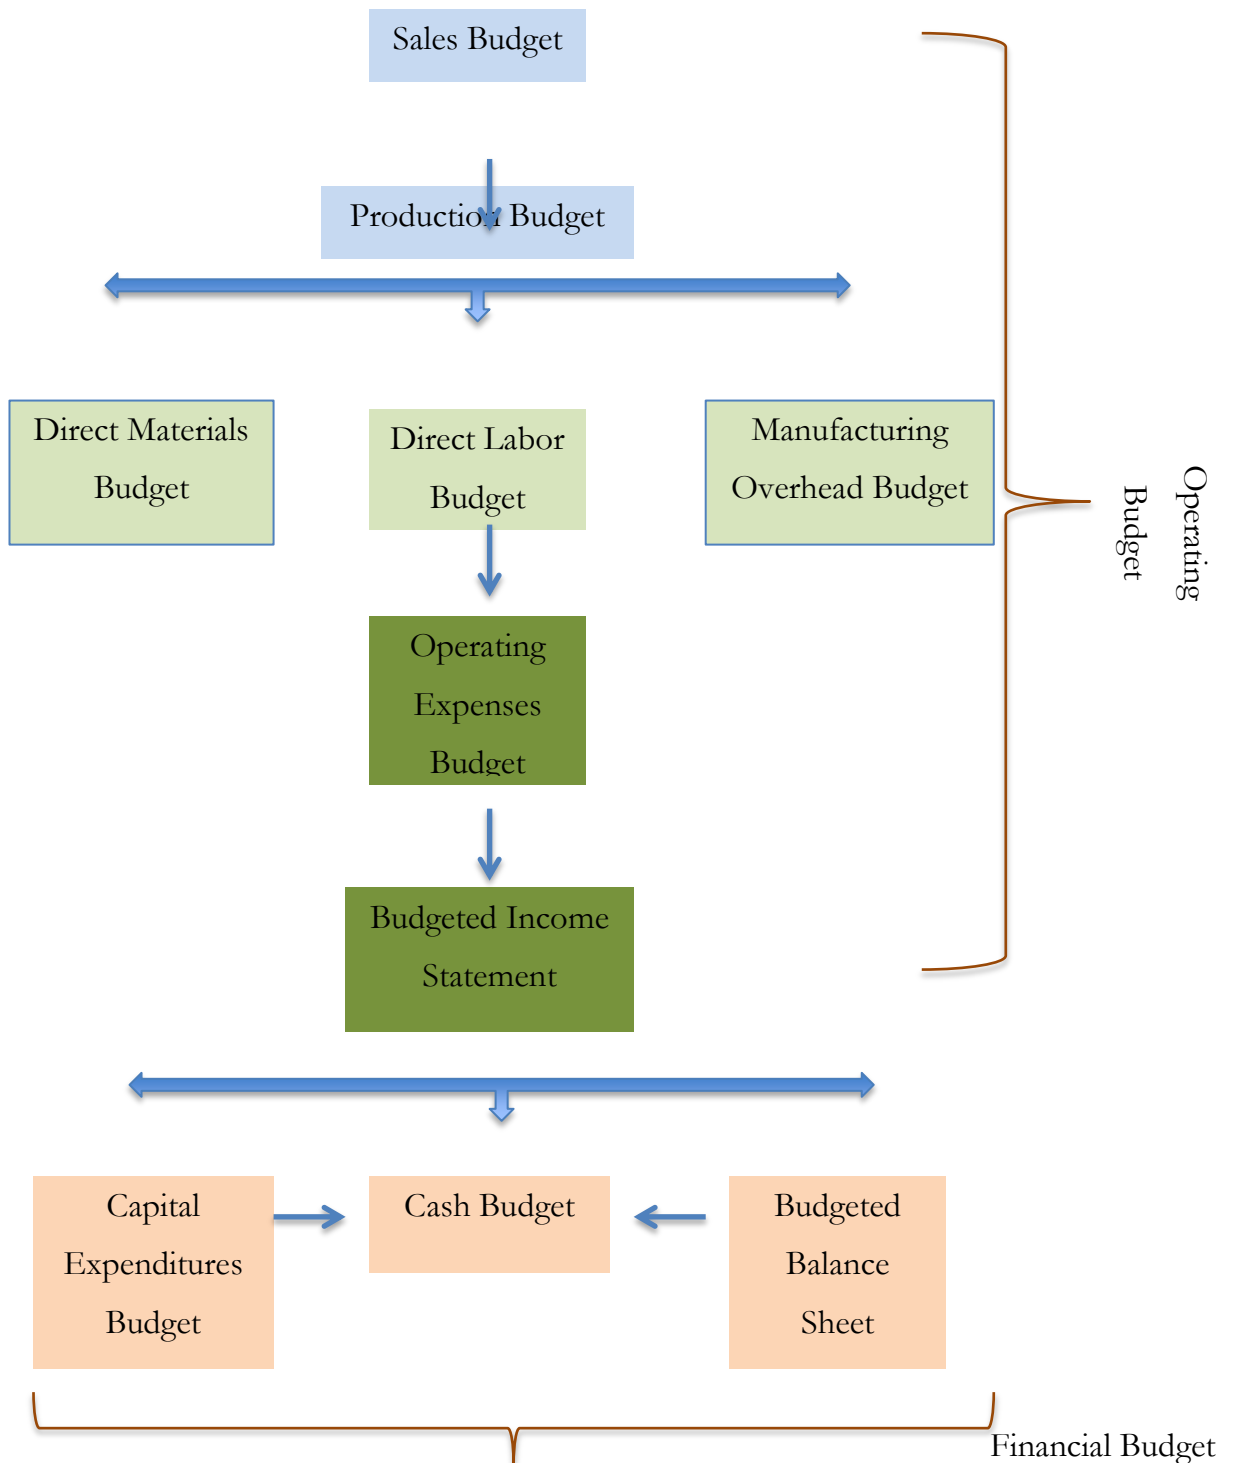 Sales Budget
Production Budget
Direct Materials
Budget
Direct Labor
Budget
Manufacturing
Overhead Budget
Operating
Budget
Operating
Expenses
Budget
Budgeted Income
Statement
Capital
Expenditures
Budget
Cash Budget
Budgeted
Balance
Sheet
Financial Budget